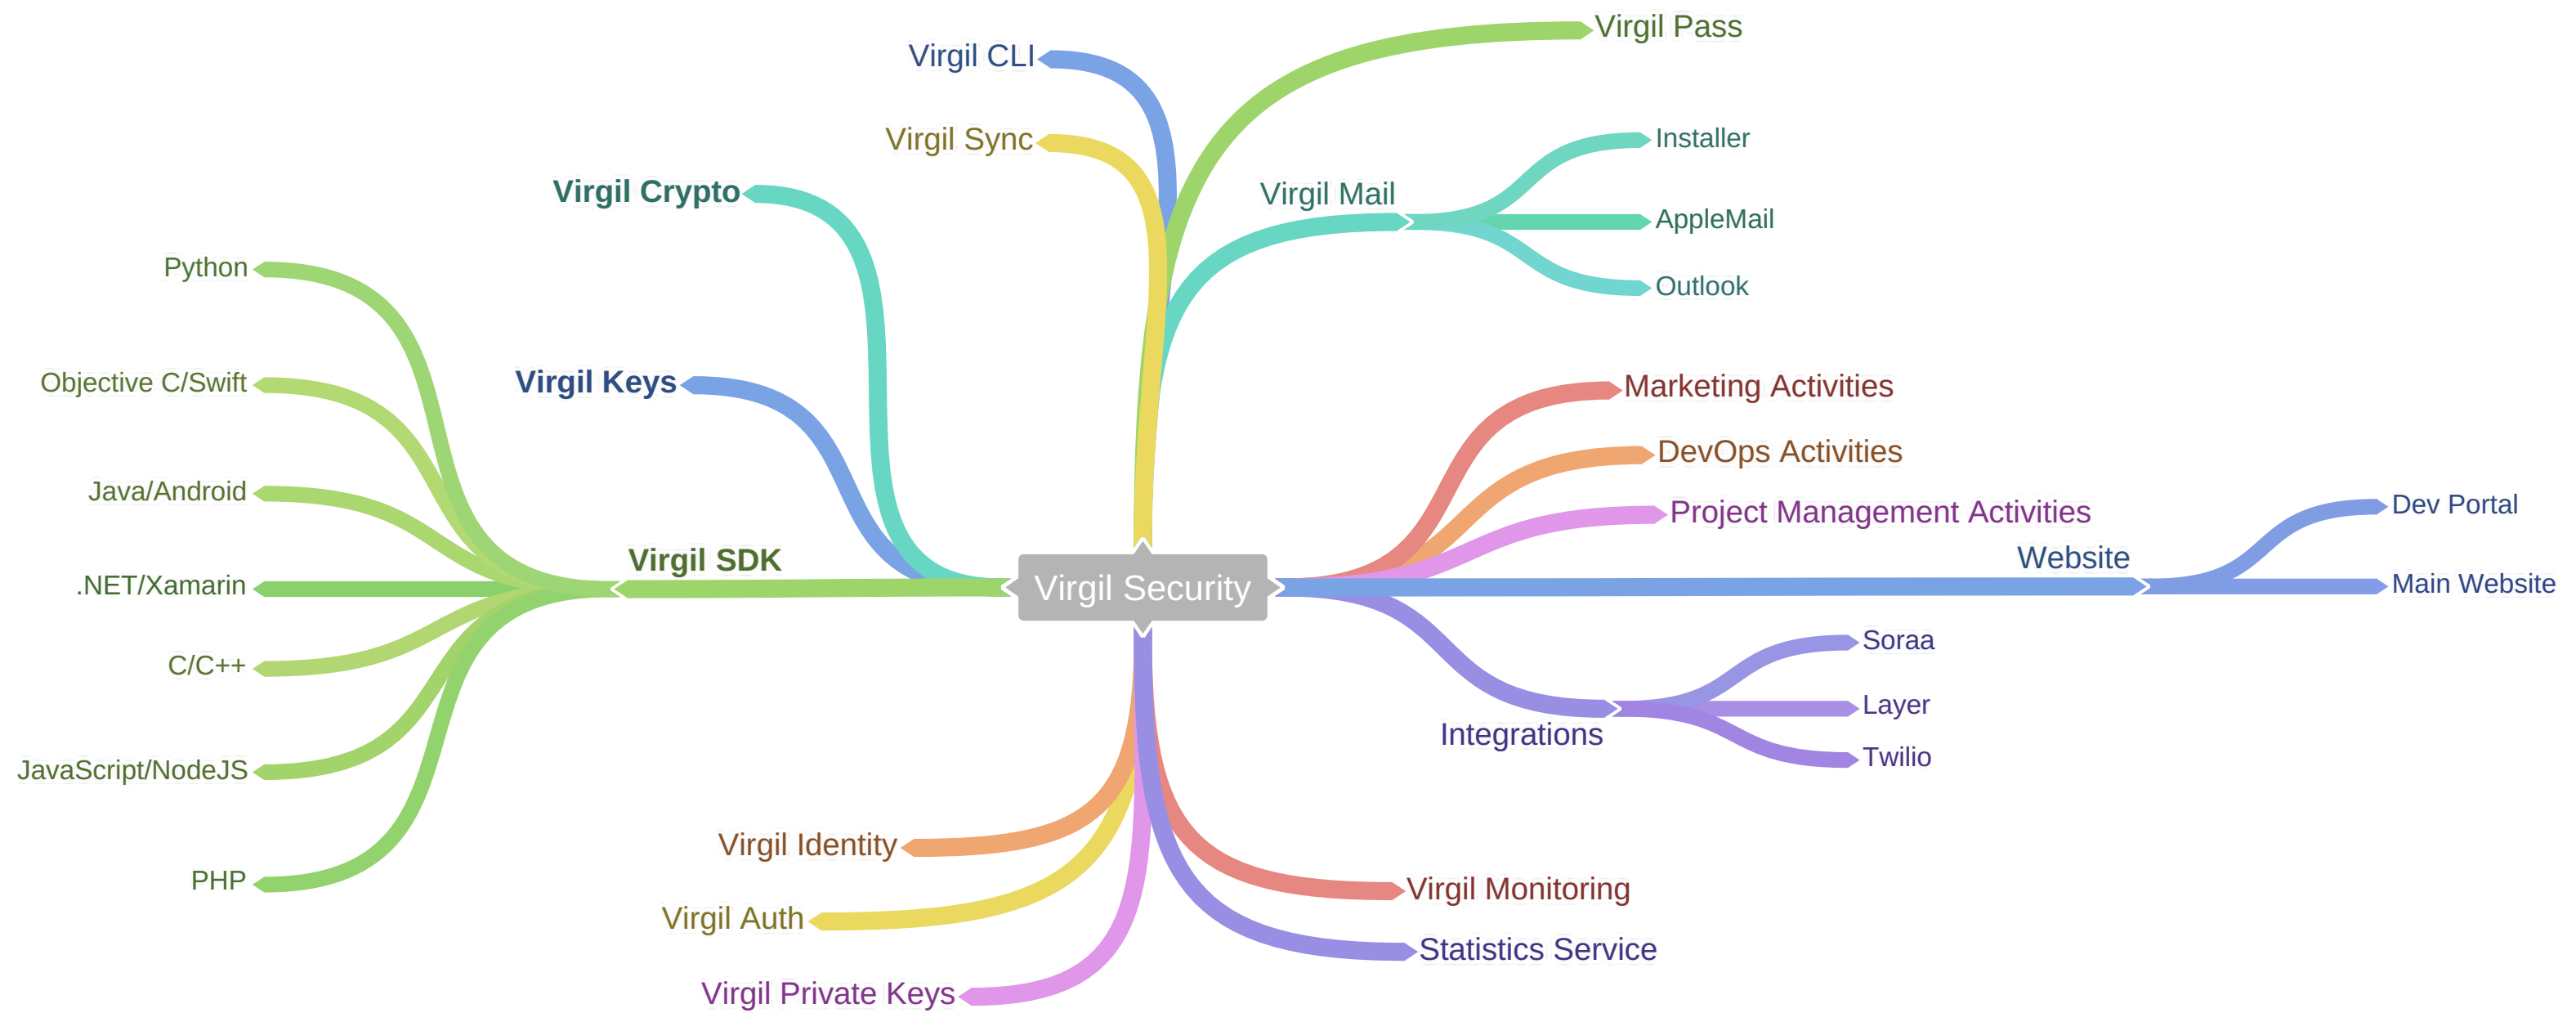 Virgil Pass
Virgil CLI
Virgil Sync
Installer
Virgil Crypto
Virgil Mail
AppleMail
Python
Outlook
Objective C/Swift
Virgil Keys
Marketing Activities
DevOps Activities
Java/Android
Project Management Activities
Dev Portal
Virgil SDK
Website
.NET/Xamarin
Virgil Security
Main Website
C/C++
Soraa
Layer
Integrations
Twilio
JavaScript/NodeJS
Virgil Identity
PHP
Virgil Monitoring
Virgil Auth
Statistics Service
Virgil Private Keys